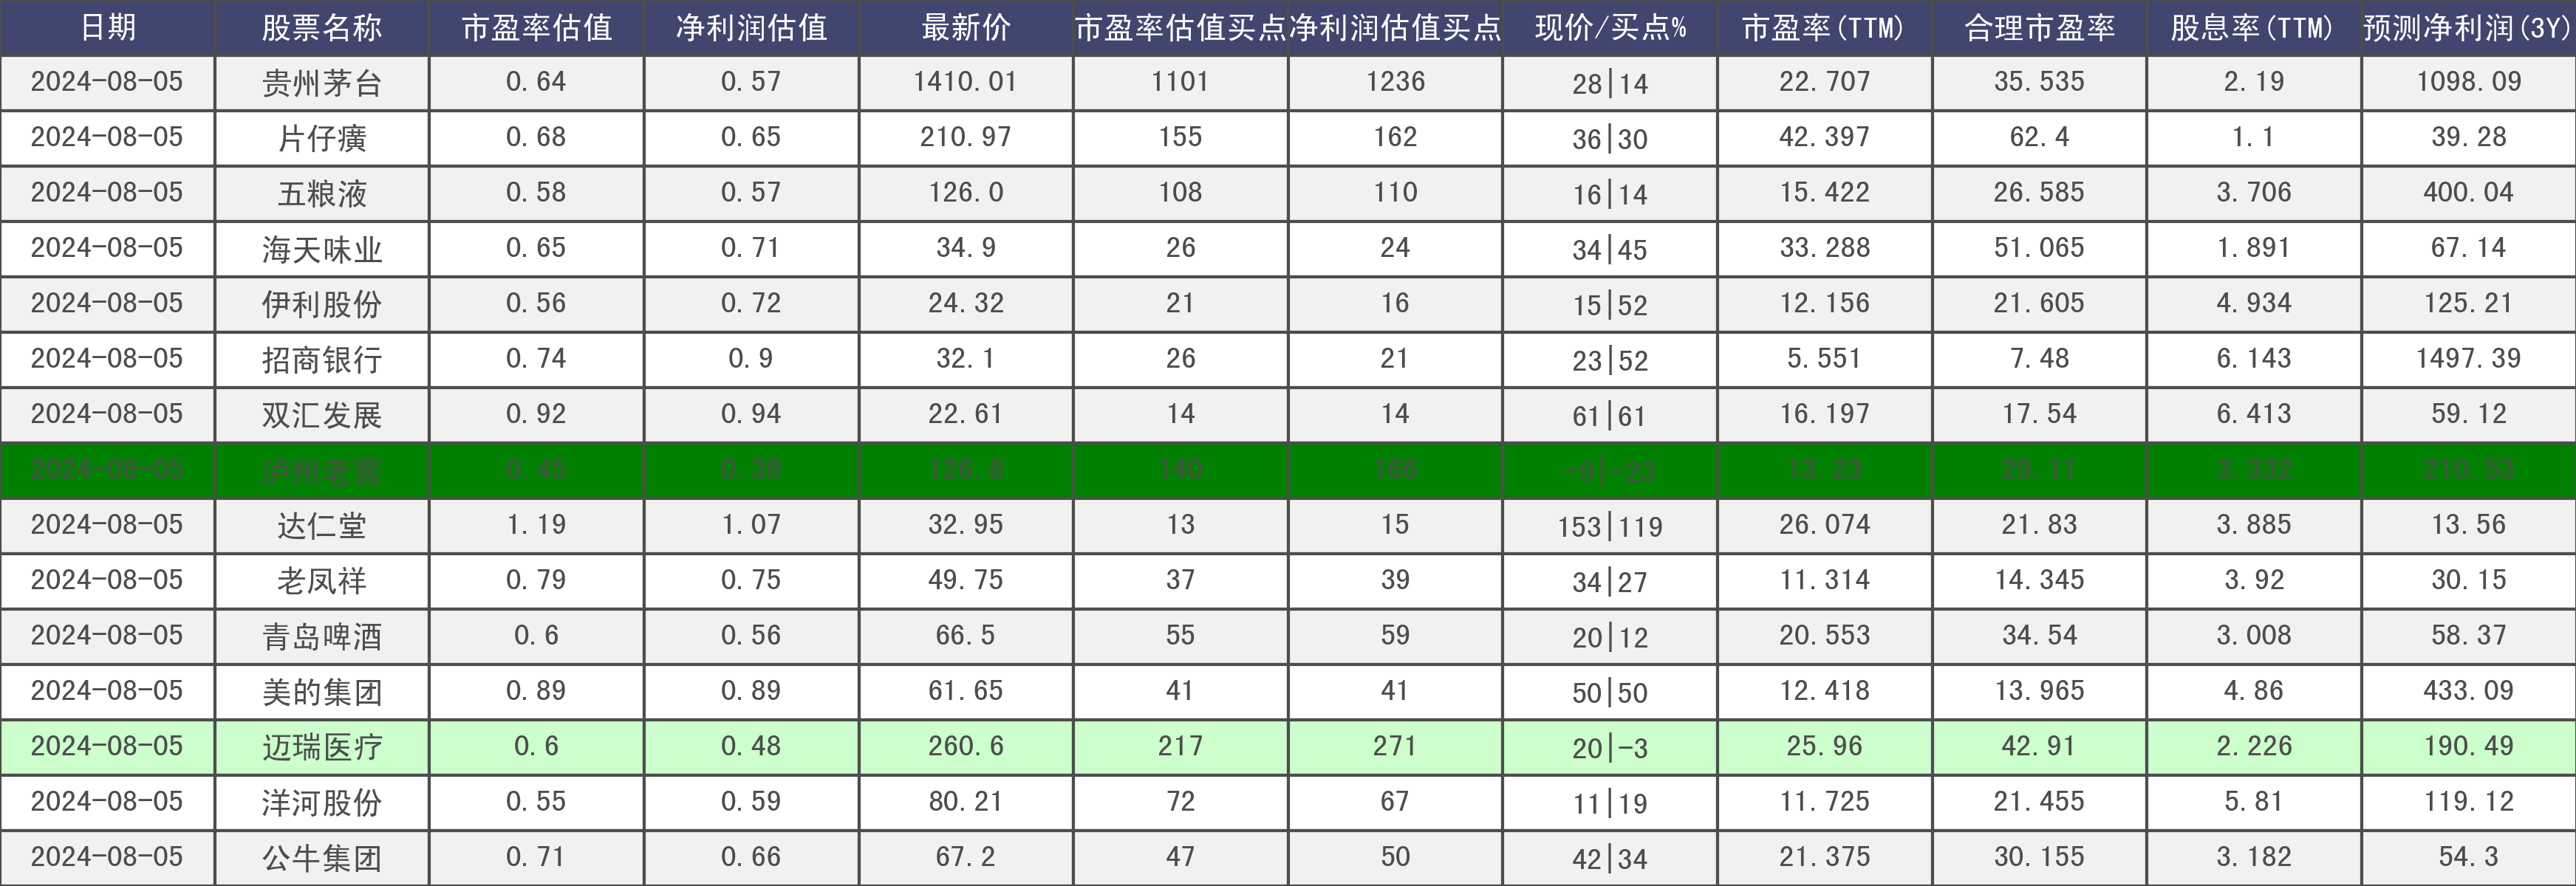 日期 股票名称 市盈率估值 净利润估值 最新价 市盈率估值买点 净利润估值买点 现价/买点% 市盈率(TTM) 合理市盈率 股息率(TTM) 预测净利润(3Y)
2024-08-05 贵州茅台 0.64 0.57 1410.01 1101 1236 28|14 22.707 35.535 2.19 1098.09
2024-08-05 片仔癀 0.68 0.65 210.97 155 162 36|30 42.397 62.4 1.1 39.28
2024-08-05 五粮液 0.58 0.57 126.0 108 110 16|14 15.422 26.585 3.706 400.04
2024-08-05 海天味业 0.65 0.71 34.9 26 24 34|45 33.288 51.065 1.891 67.14
2024-08-05 伊利股份 0.56 0.72 24.32 21 16 15|52 12.156 21.605 4.934 125.21
2024-08-05 招商银行 0.74 0.9 32.1 26 21 23|52 5.551 7.48 6.143 1497.39
2024-08-05 双汇发展 0.92 0.94 22.61 14 14 61|61 16.197 17.54 6.413 59.12
2024-08-05 泸州老窖 0.45 0.38 126.8 140 166 -9|-23 13.23 29.11 3.332 210.53
2024-08-05 达仁堂 1.19 1.07 32.95 13 15 153|119 26.074 21.83 3.885 13.56
2024-08-05 老凤祥 0.79 0.75 49.75 37 39 34|27 11.314 14.345 3.92 30.15
2024-08-05 青岛啤酒 0.6 0.56 66.5 55 59 20|12 20.553 34.54 3.008 58.37
2024-08-05 美的集团 0.89 0.89 61.65 41 41 50|50 12.418 13.965 4.86 433.09
2024-08-05 迈瑞医疗 0.6 0.48 260.6 217 271 20|-3 25.96 42.91 2.226 190.49
2024-08-05 洋河股份 0.55 0.59 80.21 72 67 11|19 11.725 21.455 5.81 119.12
2024-08-05 公牛集团 0.71 0.66 67.2 47 50 42|34 21.375 30.155 3.182 54.3